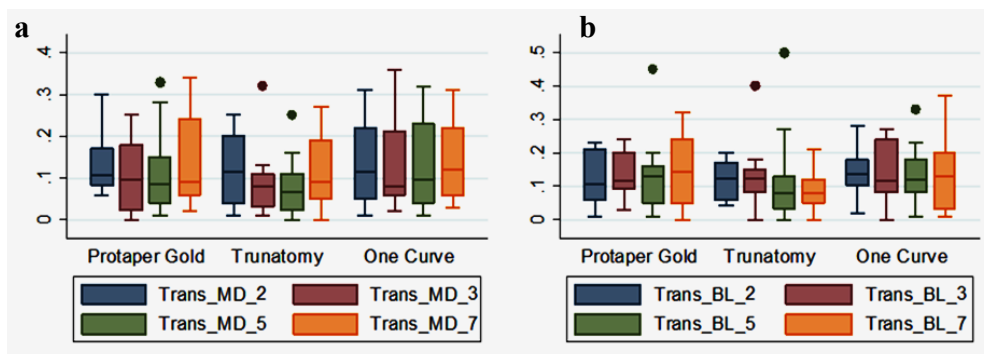 a
.4
.3
.2
.1
0
Protaper Gold Trunatomy One Curve
Trans_MD_2 Trans_MD_3
Trans_MD_5 Trans_MD_7
b
.5
.4
.3
.2
.1
0
Protaper Gold Trunatomy One Curve
Trans_BL_2 Trans_BL_3
Trans_BL_5 Trans_BL_7